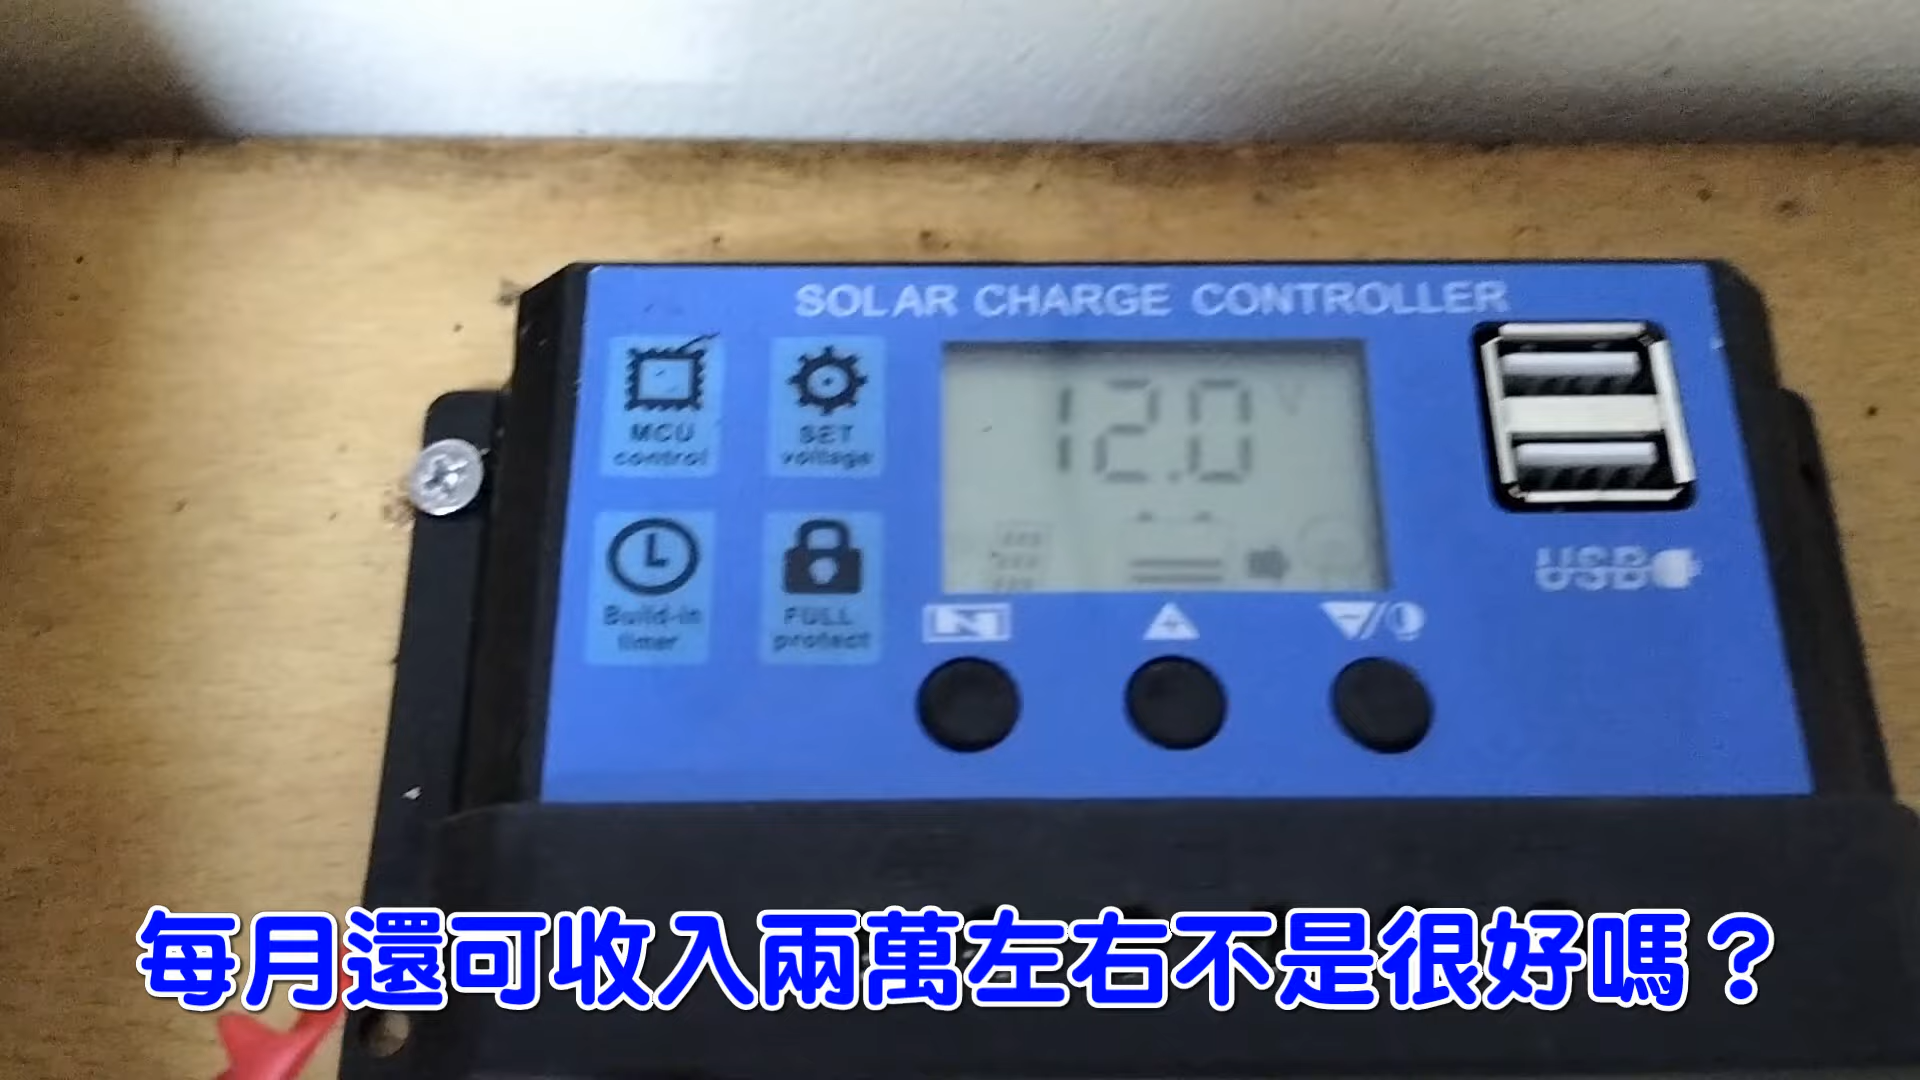 SOLAR CHARGE CONTROLLER
MCU
control
SET
voltage
12.0 V
Build-in
timer
FULL
protect
USB
每月還可收入兩萬左右不是很好嗎？